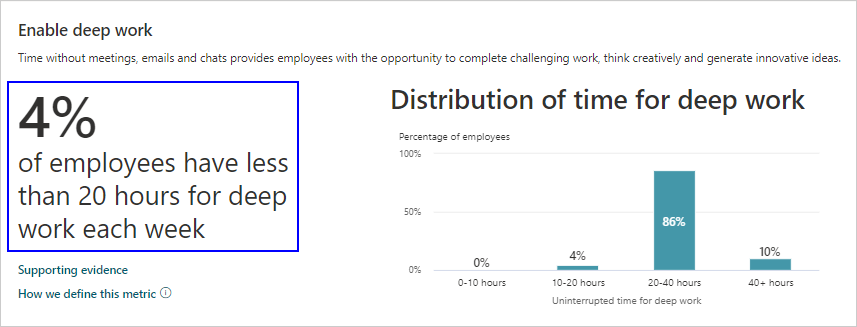 Enable deep work
Time without meetings, emails and chats provides employees with the opportunity to complete challenging work, think creatively and generate innovative ideas.
4%
of employees have less
than 20 hours for deep
work each week
Supporting evidence
How we define this metric
Distribution of time for deep work
Percentage of employees
100%
50%
0%
0%
4%
86%
10%
0-10 hours
10-20 hours
20-40 hours
40+ hours
Uninterrupted time for deep work